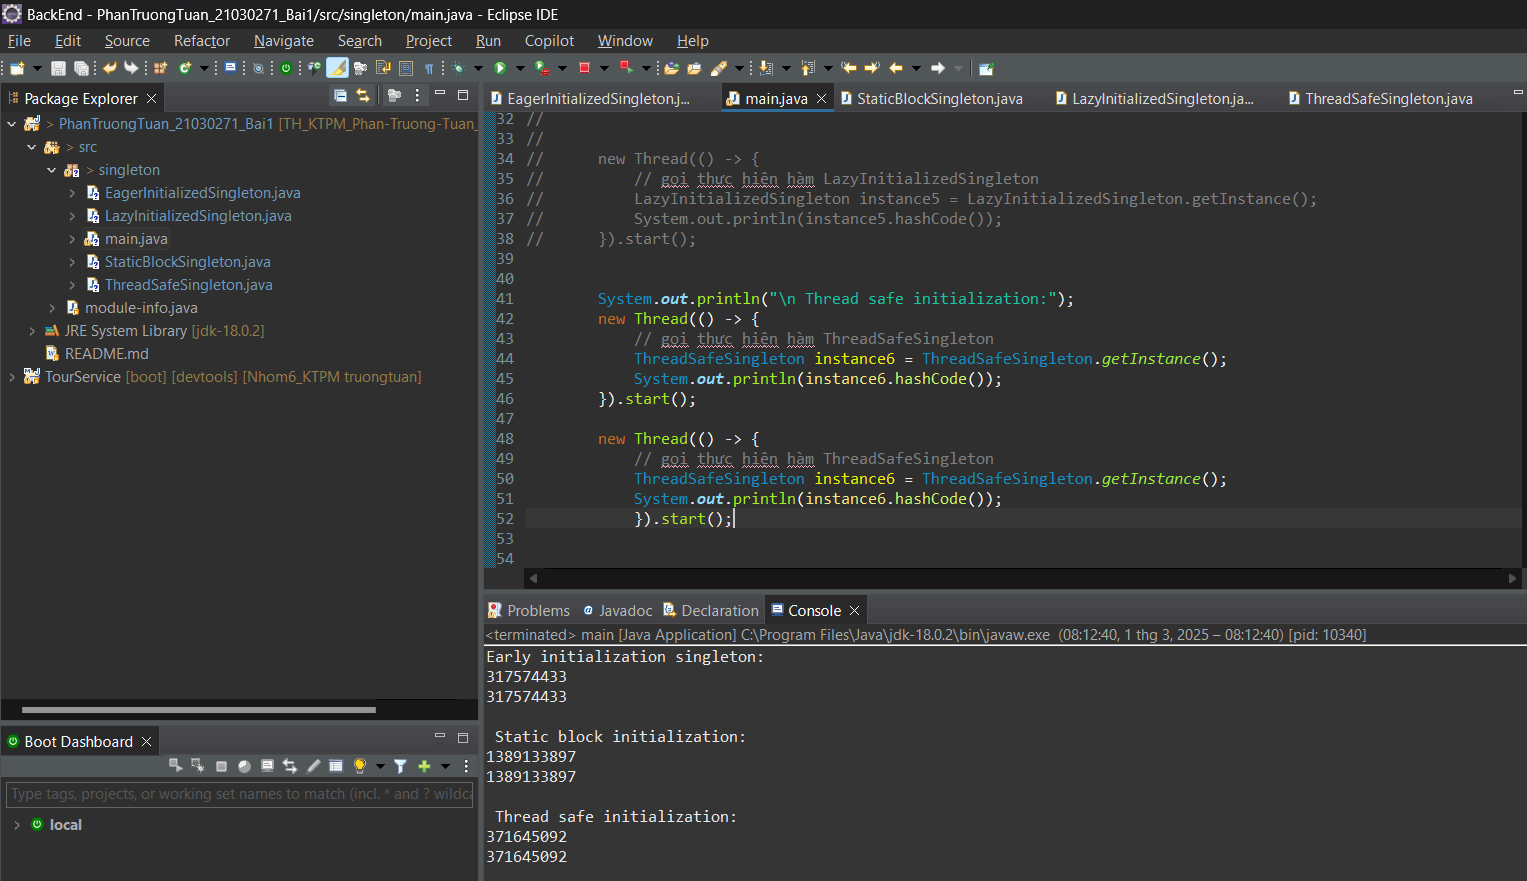 BackEnd - PhanTruongTuan_21030271_Bai1/src/singleton/main.java - Eclipse IDE
File Edit Source Refactor Navigate Search Project Run Copilot Window Help
Package Explorer
> PhanTruongTuan_21030271_Bai1 [TH_KTPM_Phan-Truong-Tuan_
> src
> singleton
EagerInitializedSingleton.java
LazyInitializedSingleton.java
main.java
StaticBlockSingleton.java
ThreadSafeSingleton.java
module-info.java
JRE System Library [jdk-18.0.2]
README.md
TourService [boot] [devtools] [Nhom6_KTPM truongtuan]
Boot Dashboard
Type tags, projects, or working set names to match (incl. * and ? wildca
local
EagerInitializedSingleton.j... main.java StaticBlockSingleton.java LazyInitializedSingleton.ja... ThreadSafeSingleton.java
32 //
33 //
34 // new Thread(() -> {
35 // // goi thưc hiên hàm LazyInitializedSingleton
36 // LazyInitializedSingleton instance5 = LazyInitializedSingleton.getInstance();
37 // System.out.println(instance5.hashCode());
38 // }).start();
39
40
41 System.out.println("\n Thread safe initialization:");
42 new Thread(() -> {
43 // goi thưc hiên hàm ThreadSafeSingleton
44 ThreadSafeSingleton instance6 = ThreadSafeSingleton.getInstance();
45 System.out.println(instance6.hashCode());
46 }).start();
47
48 new Thread(() -> {
49 // goi thưc hiên hàm ThreadSafeSingleton
50 ThreadSafeSingleton instance6 = ThreadSafeSingleton.getInstance();
51 System.out.println(instance6.hashCode());
52 }).start();
53
54
Problems Javadoc Declaration Console
<terminated> main [Java Application] C:\Program Files\Java\jdk-18.0.2\bin\javaw.exe (08:12:40, 1 thg 3, 2025 – 08:12:40) [pid: 10340]
Early initialization singleton:
317574433
317574433
Static block initialization:
1389133897
1389133897
Thread safe initialization:
371645092
371645092